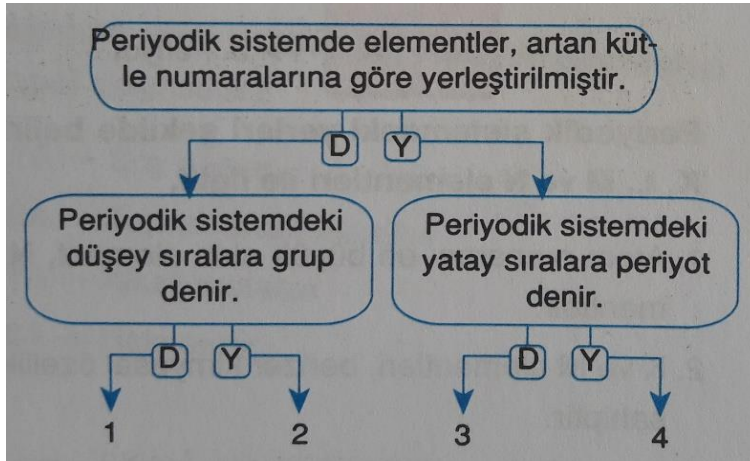 Periyodik sistemde elementler, artan küt-
le numaralarına göre yerleştirilmiştir.
D Y
Periyodik sistemdeki
düşey sıralara grup
denir.
Periyodik sistemdeki
yatay sıralara periyot
denir.
D Y
D Y
1 2 3 4